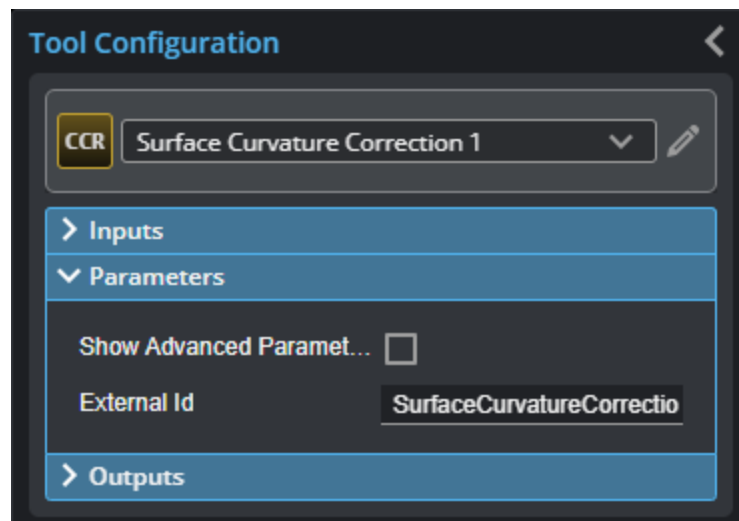 Tool Configuration
CCR Surface Curvature Correction 1
Inputs
Parameters
Show Advanced Paramet...
External Id SurfaceCurvatureCorrectio
Outputs